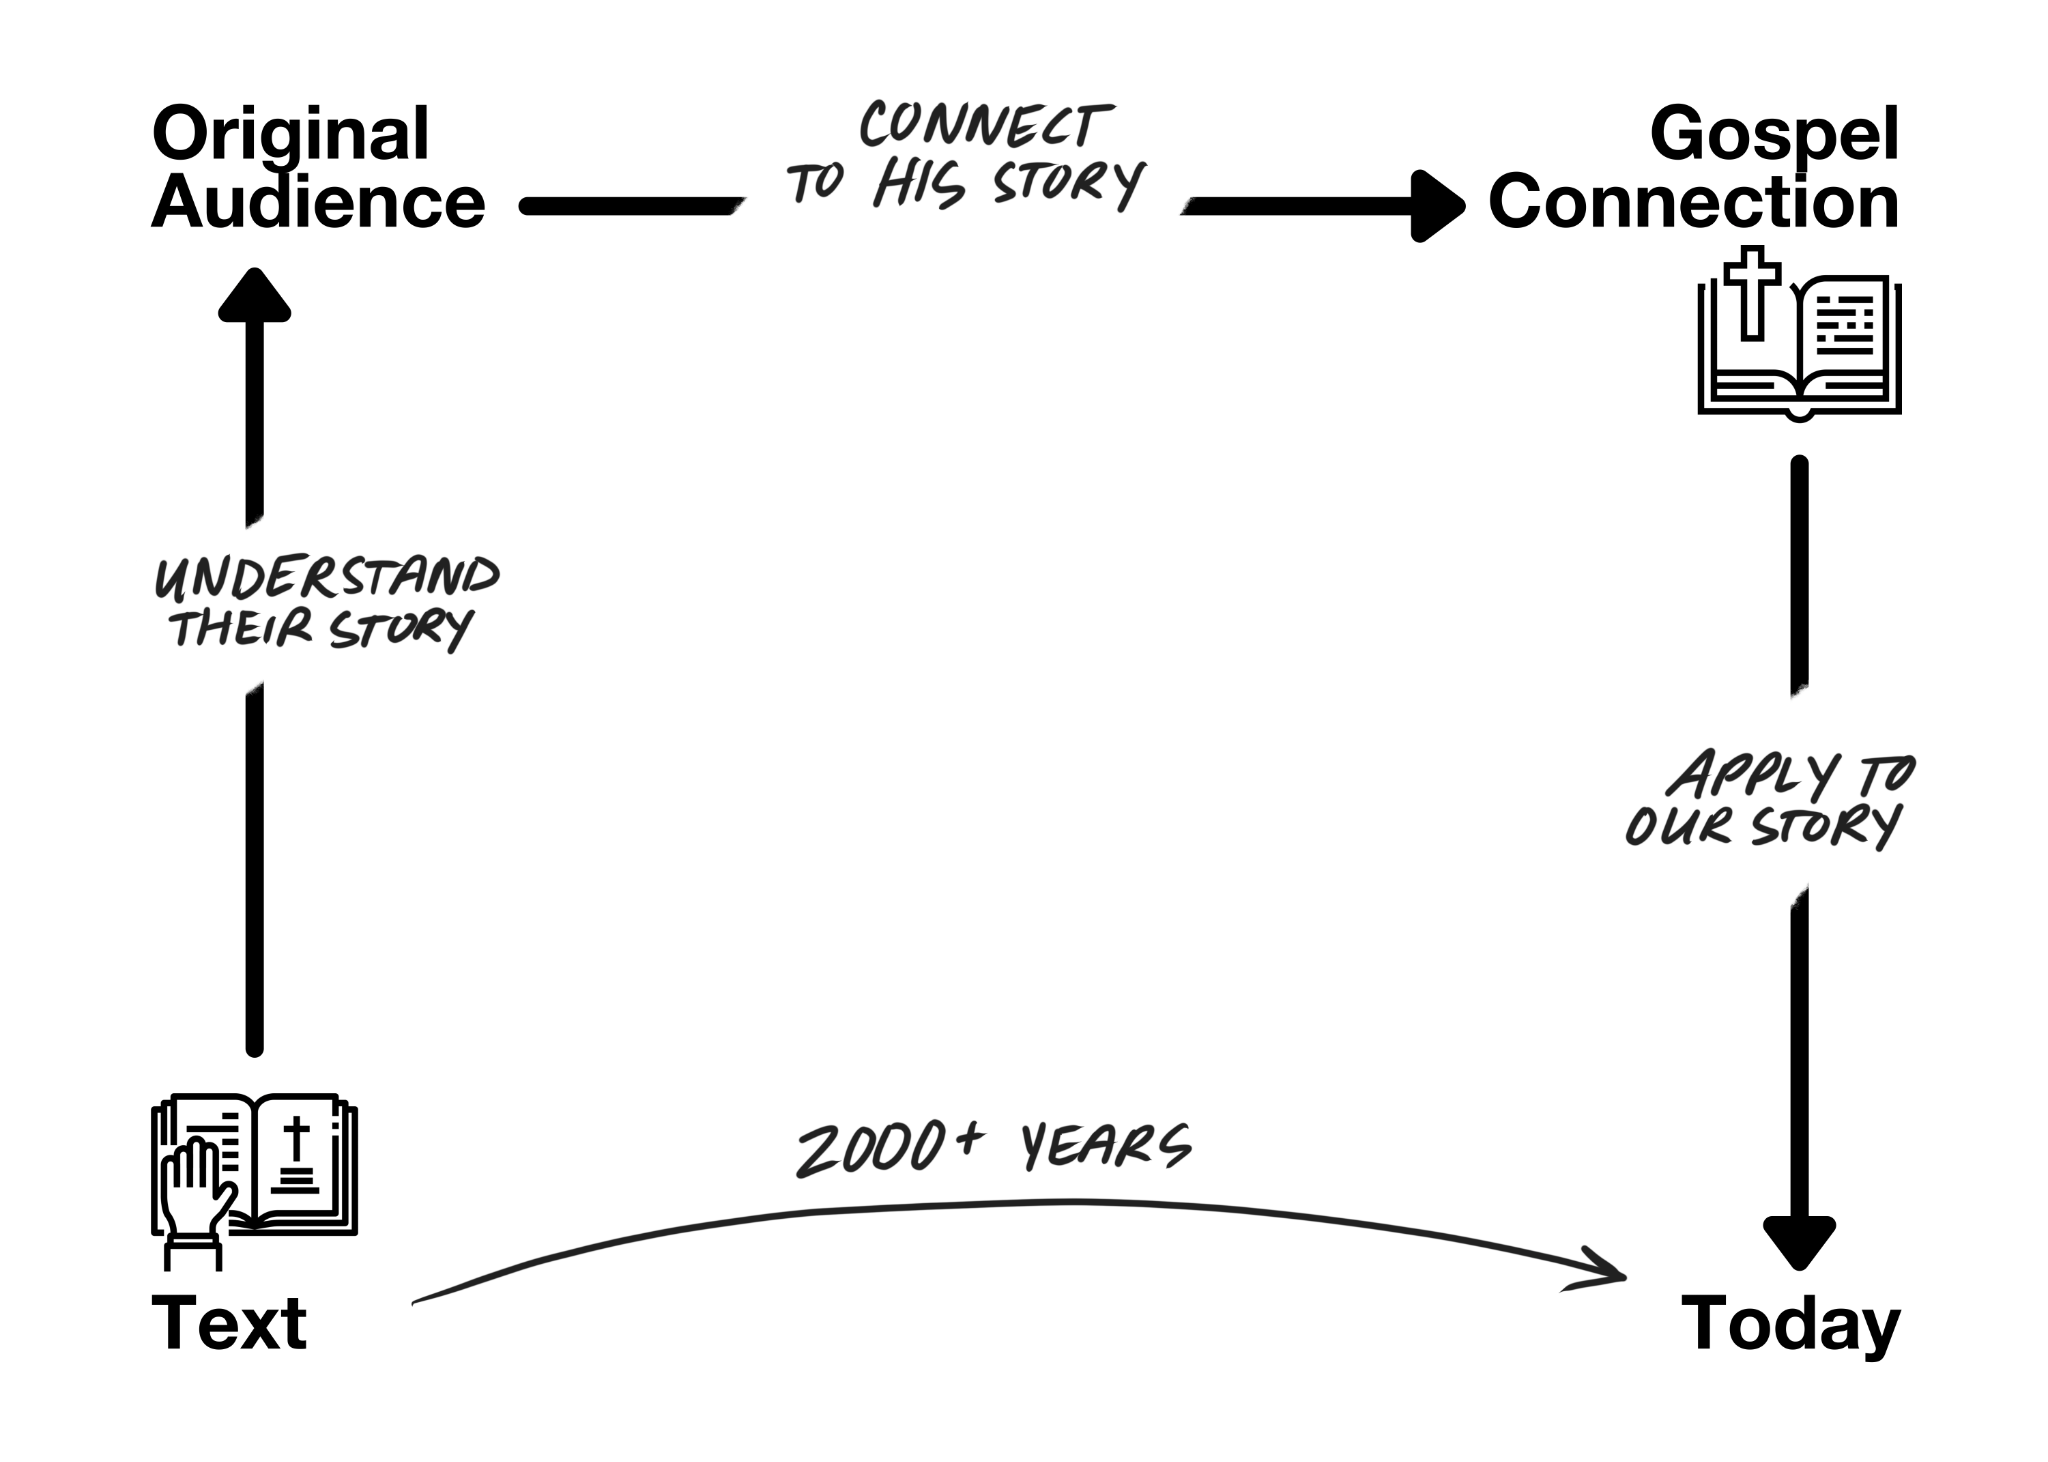 Original
Audience
CONNECT
TO HIS STORY
Gospel
Connection
UNDERSTAND
THEIR STORY
APPLY TO
OUR STORY
2000+ YEARS
Text
Today